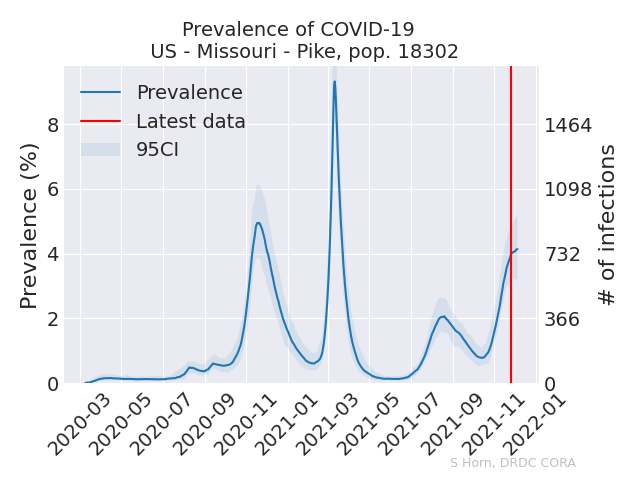 Prevalence of COVID-19
US - Missouri - Pike, pop. 18302
Prevalence
Latest data
95CI
Prevalence (%)
8
6
4
2
0
1464
1098
732
366
0
# of infections
2020-03
2020-05
2020-07
2020-09
2020-11
2021-01
2021-03
2021-05
2021-07
2021-09
2021-11
2022-01
S Horn, DRDC CORA